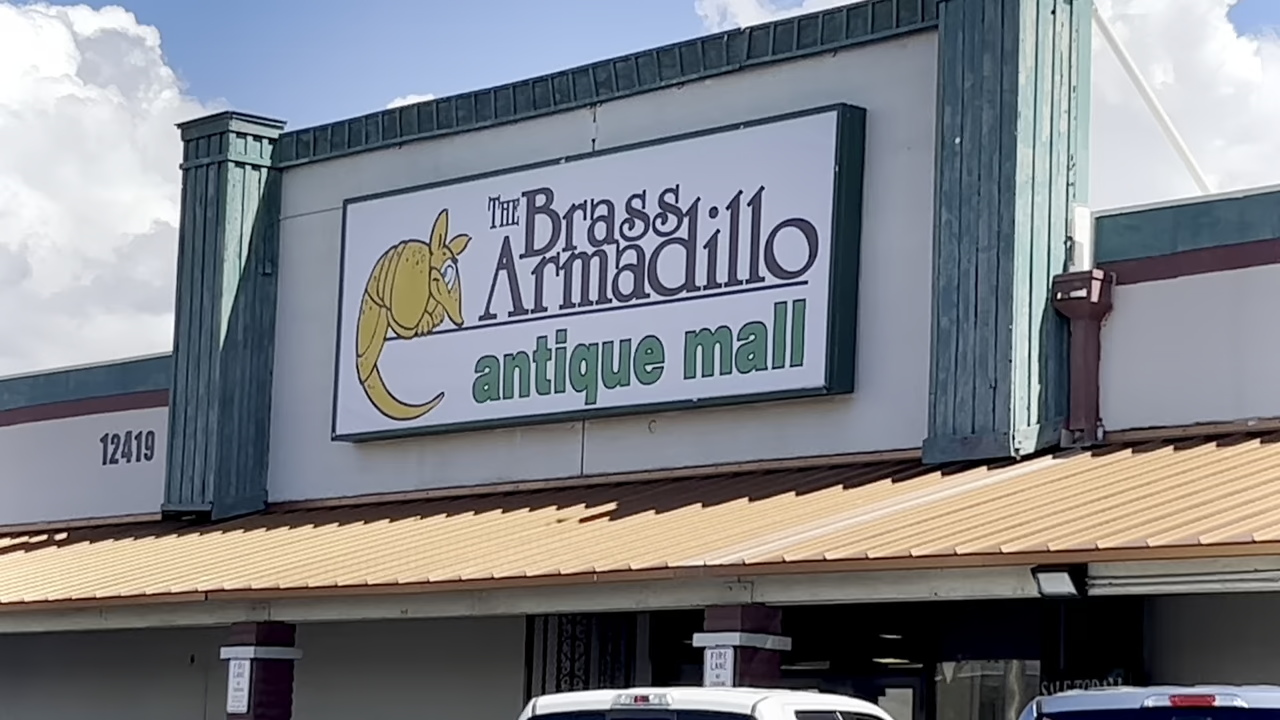 THE Brass
Armadillo
antique mall
12419
FIRE
LANE
FIRE
LANE